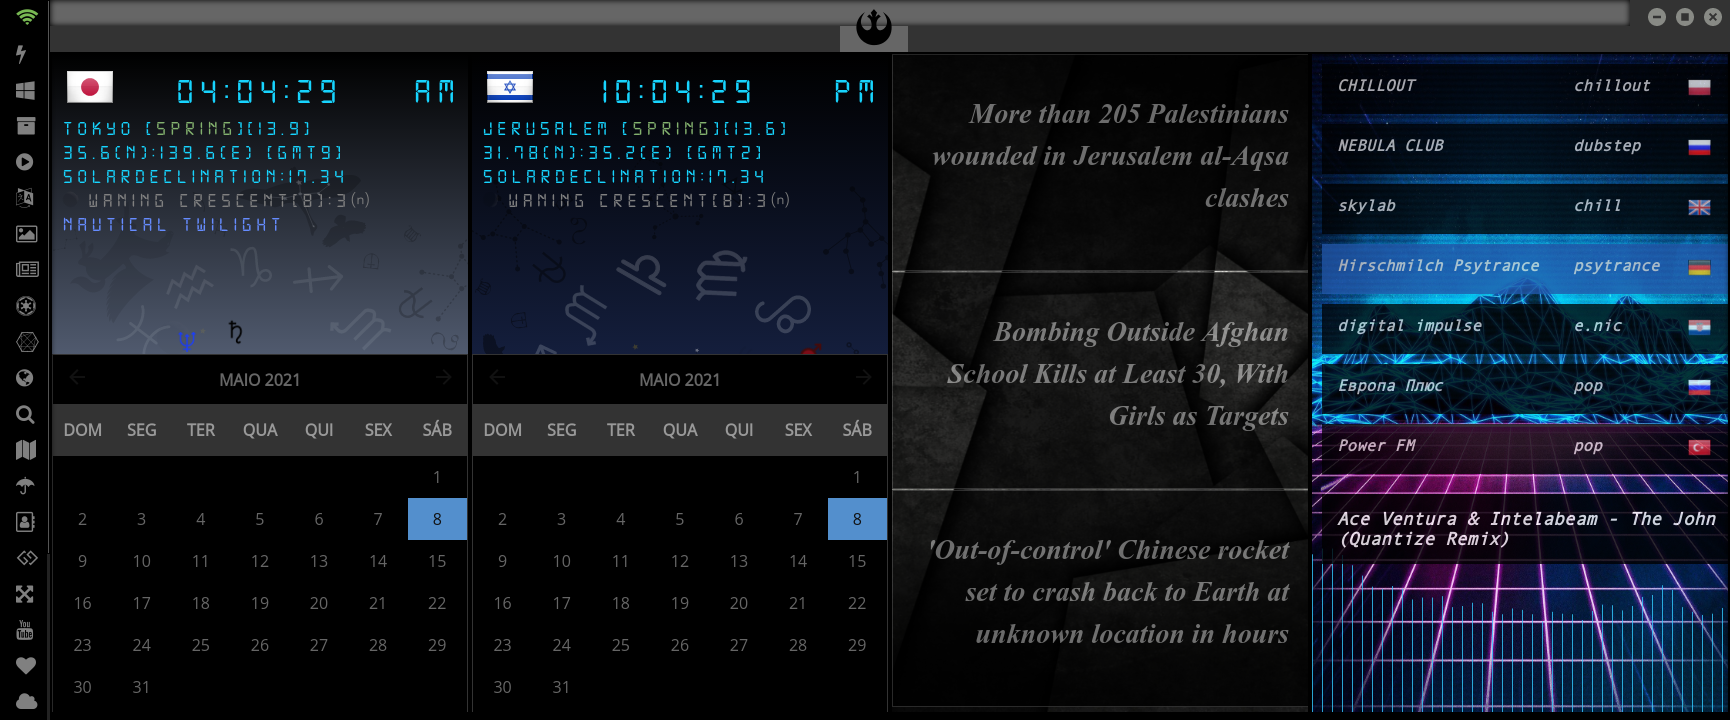 04:04:29 AM
TOKYO [SPRING][13.9]
35.6(N):139.6(E) [GMT9]
SOLARDECLINATION:17.34
WANING CRESCENT[8]:3(n)
NAUTICAL TWILIGHT
MAIO 2021
DOM SEG TER QUA QUI SEX SÁB
1
2 3 4 5 6 7 8
9 10 11 12 13 14 15
16 17 18 19 20 21 22
23 24 25 26 27 28 29
30 31
10:04:29 PM
JERUSALEM [SPRING][13.6]
31.78(N):35.2(E) [GMT2]
SOLARDECLINATION:17.34
WANING CRESCENT[8]:3(n)
MAIO 2021
DOM SEG TER QUA QUI SEX SÁB
1
2 3 4 5 6 7 8
9 10 11 12 13 14 15
16 17 18 19 20 21 22
23 24 25 26 27 28 29
30 31
More than 205 Palestinians
wounded in Jerusalem al-Aqsa
clashes
Bombing Outside Afghan
School Kills at Least 30, With
Girls as Targets
'Out-of-control' Chinese rocket
set to crash back to Earth at
unknown location in hours
CHILLOUT chillout
NEBULA CLUB dubstep
skylab chill
Hirschmilch Psytrance psytrance
digital impulse e.nic
Европа Плюс pop
Power FM pop
Ace Ventura & Intelabeam - The John
(Quantize Remix)
You
Tube